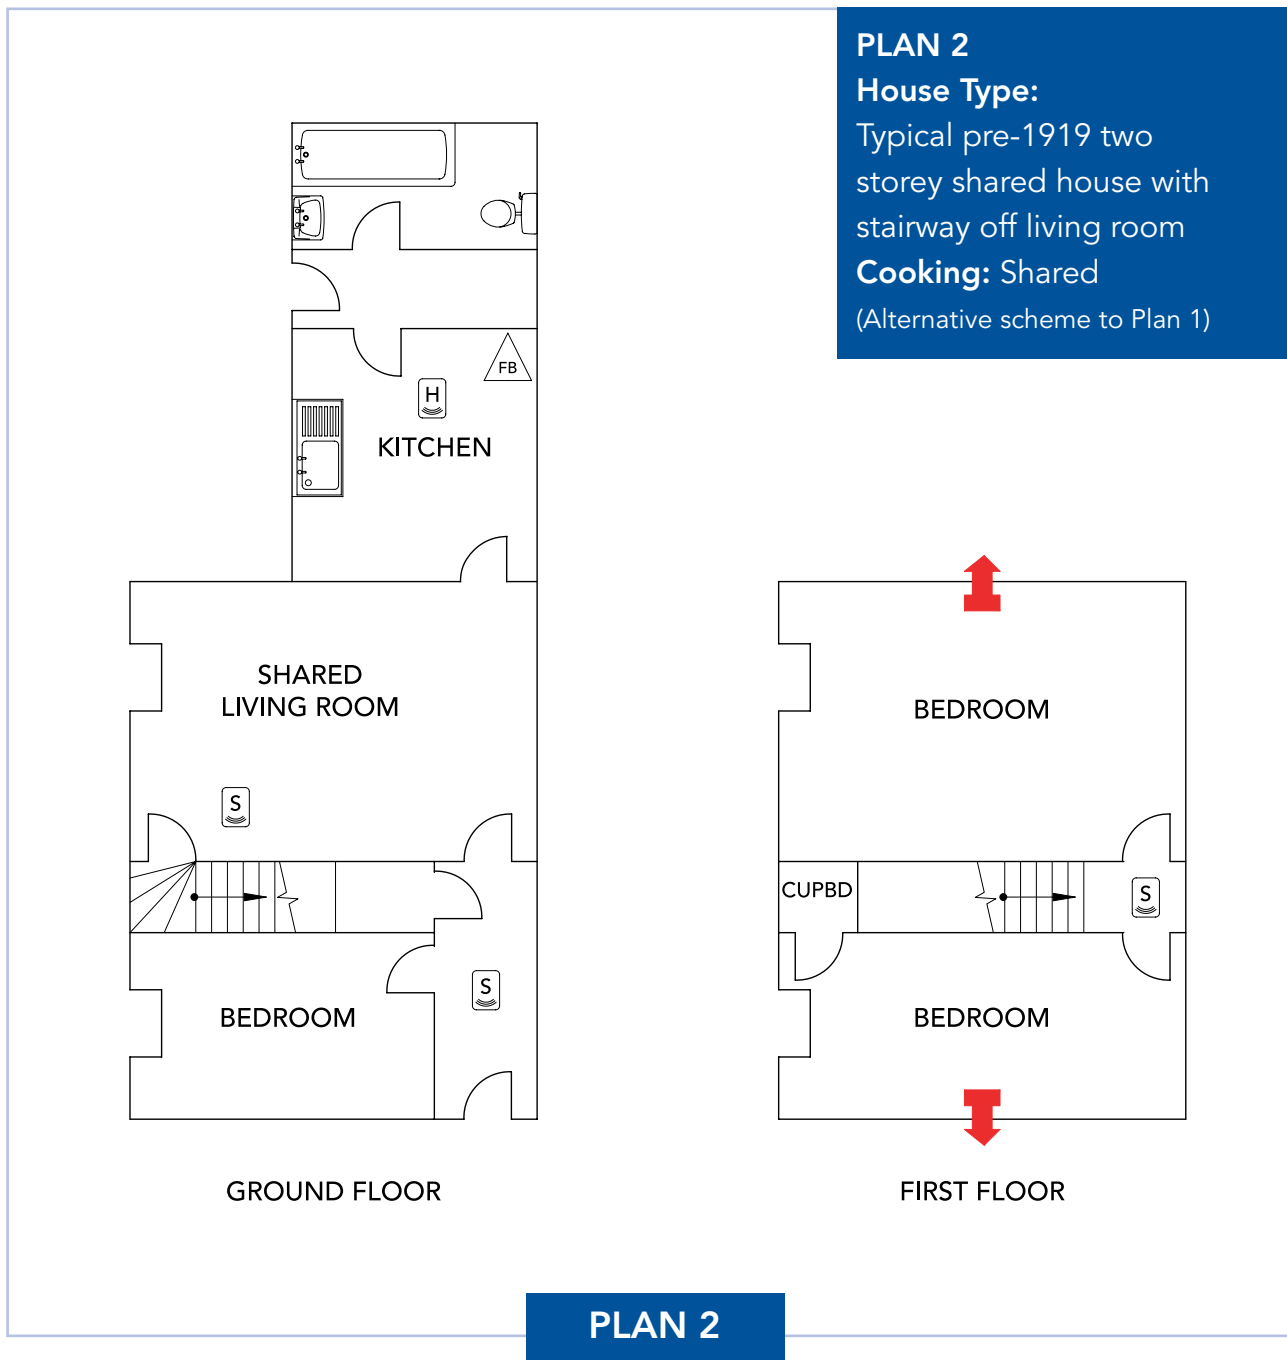 PLAN 2
House Type:
Typical pre-1919 two
storey shared house with
stairway off living room
Cooking: Shared
(Alternative scheme to Plan 1)
FB
H
KITCHEN
SHARED
LIVING ROOM
S
BEDROOM
S
GROUND FLOOR
BEDROOM
CUPBD
S
BEDROOM
FIRST FLOOR
PLAN 2